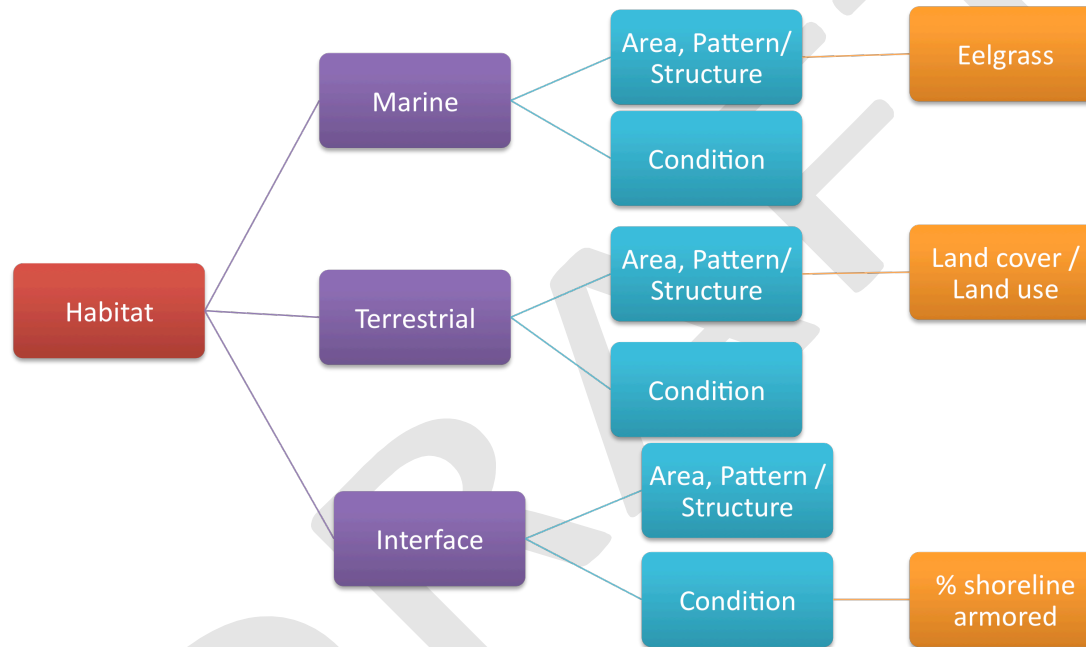 Habitat
Marine
Area, Pattern/
Structure
Eelgrass
Condition
Terrestrial
Area, Pattern/
Structure
Land cover /
Land use
Condition
Interface
Area, Pattern /
Structure
Condition
% shoreline
armored
DRAFT